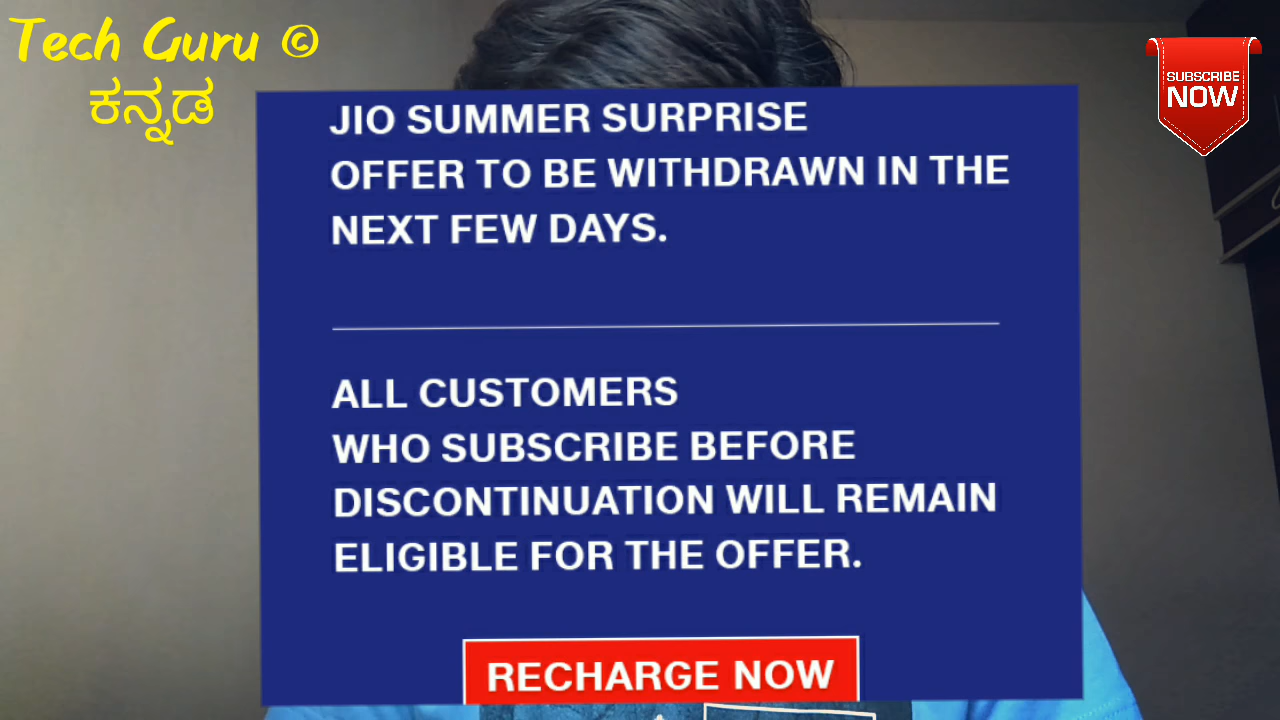 Tech Guru ©
ಕನ್ನಡ
SUBSCRIBE
NOW
JIO SUMMER SURPRISE
OFFER TO BE WITHDRAWN IN THE
NEXT FEW DAYS.
ALL CUSTOMERS
WHO SUBSCRIBE BEFORE
DISCONTINUATION WILL REMAIN
ELIGIBLE FOR THE OFFER.
RECHARGE NOW